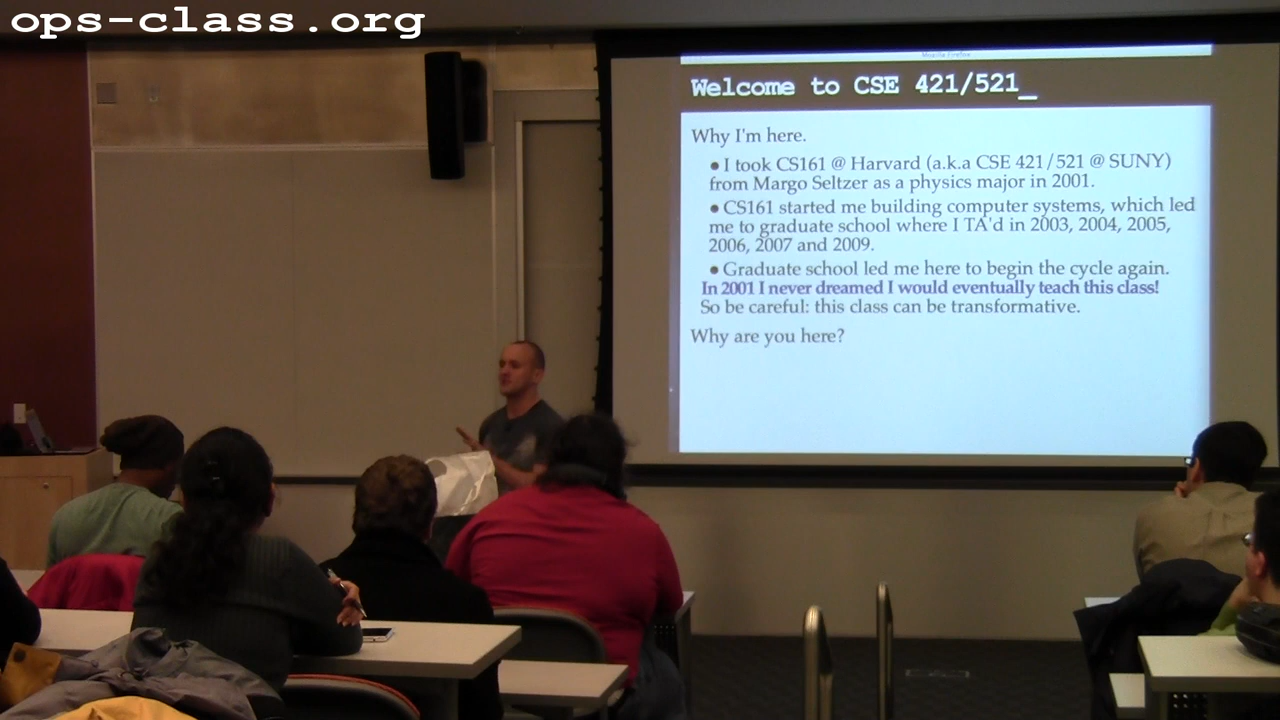 ops-class.org
Mozilla Firefox
Welcome to CSE 421/521_
Why I'm here.
● I took CS161 @ Harvard (a.k.a CSE 421/521 @ SUNY)
from Margo Seltzer as a physics major in 2001.
● CS161 started me building computer systems, which led
me to graduate school where I TA'd in 2003, 2004, 2005,
2006, 2007 and 2009.
● Graduate school led me here to begin the cycle again.
In 2001 I never dreamed I would eventually teach this class!
So be careful: this class can be transformative.
Why are you here?